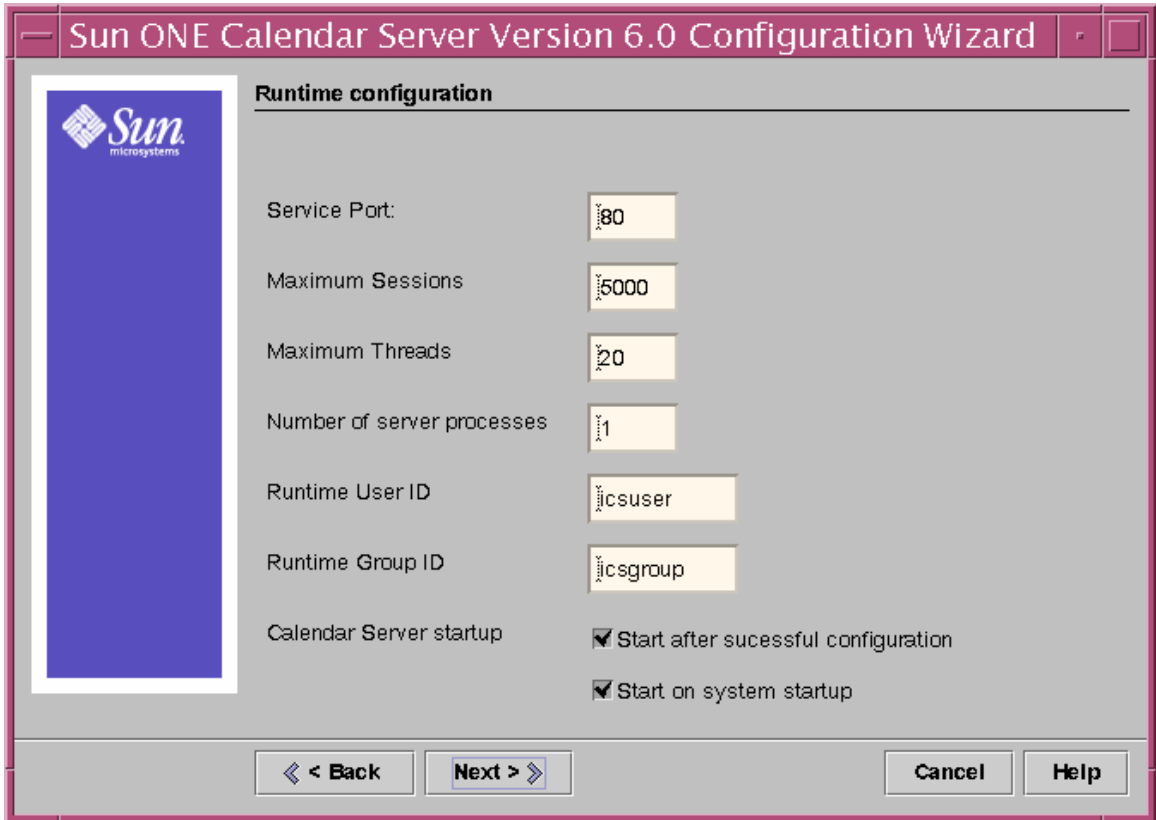 Sun ONE Calendar Server Version 6.0 Configuration Wizard
Sun.
microsystems
Runtime configuration
Service Port: 80
Maximum Sessions 5000
Maximum Threads 20
Number of server processes 1
Runtime User ID icsuser
Runtime Group ID icsgroup
Calendar Server startup Start after sucessful configuration
Start on system startup
< Back Next > Cancel Help